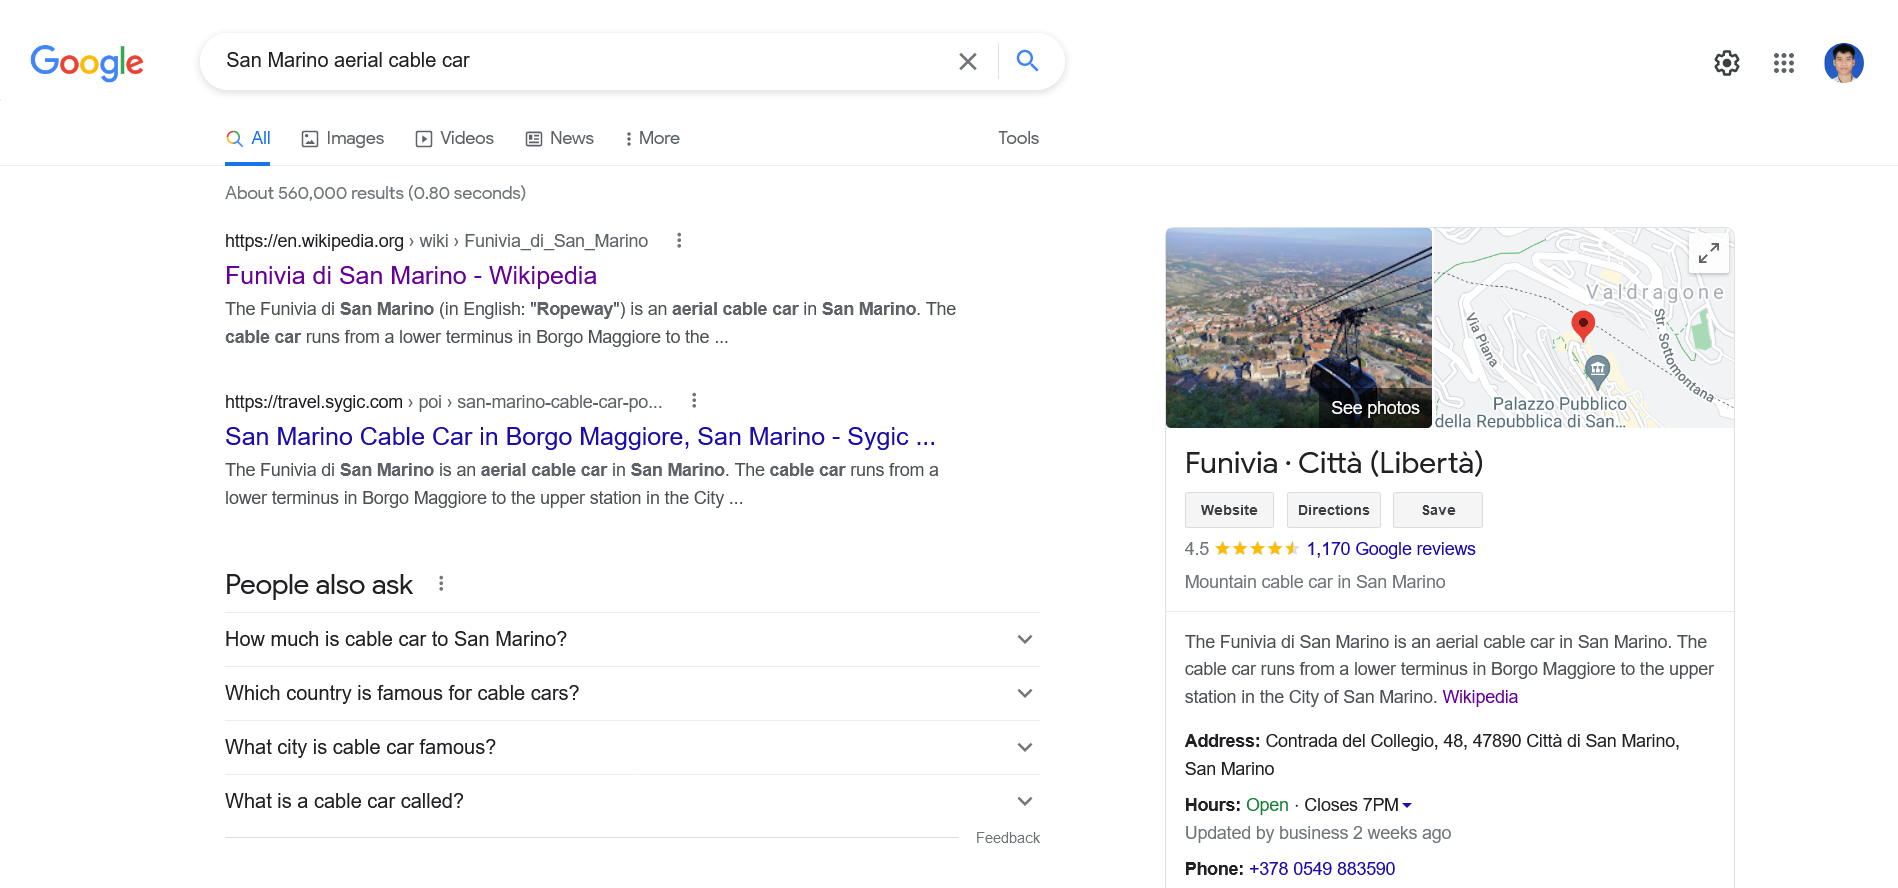 Google
San Marino aerial cable car
All
Images
Videos
News
More
Tools
About 560,000 results (0.80 seconds)
https://en.wikipedia.org › wiki › Funivia_di_San_Marino
Funivia di San Marino - Wikipedia
The Funivia di San Marino (in English: "Ropeway") is an aerial cable car in San Marino. The
cable car runs from a lower terminus in Borgo Maggiore to the ...
https://travel.sygic.com › poi › san-marino-cable-car-po...
San Marino Cable Car in Borgo Maggiore, San Marino - Sygic ...
The Funivia di San Marino is an aerial cable car in San Marino. The cable car runs from a
lower terminus in Borgo Maggiore to the upper station in the City ...
People also ask
How much is cable car to San Marino?
Which country is famous for cable cars?
What city is cable car famous?
What is a cable car called?
Feedback
See photos
Valdragone
Via Piana
Str. Sottomontana
Palazzo Pubblico
della Repubblica di San...
Funivia · Città (Libertà)
Website
Directions
Save
4.5 1,170 Google reviews
Mountain cable car in San Marino
The Funivia di San Marino is an aerial cable car in San Marino. The
cable car runs from a lower terminus in Borgo Maggiore to the upper
station in the City of San Marino. Wikipedia
Address: Contrada del Collegio, 48, 47890 Città di San Marino,
San Marino
Hours: Open · Closes 7PM
Updated by business 2 weeks ago
Phone: +378 0549 883590